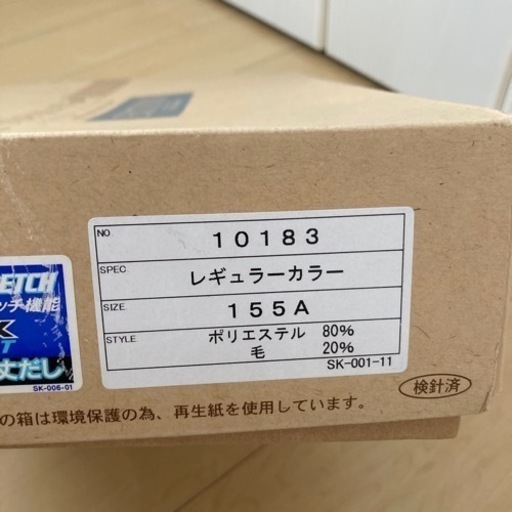 NO. 10183
SPEC. レギュラーカラー
SIZE 155A
STYLE. ポリエステル 80%
毛 20%
SK-001-11
ETCH
ッチ機能
丈だし
SK-006-01
検針済
の箱は環境保護の為、再生紙を使用しています。